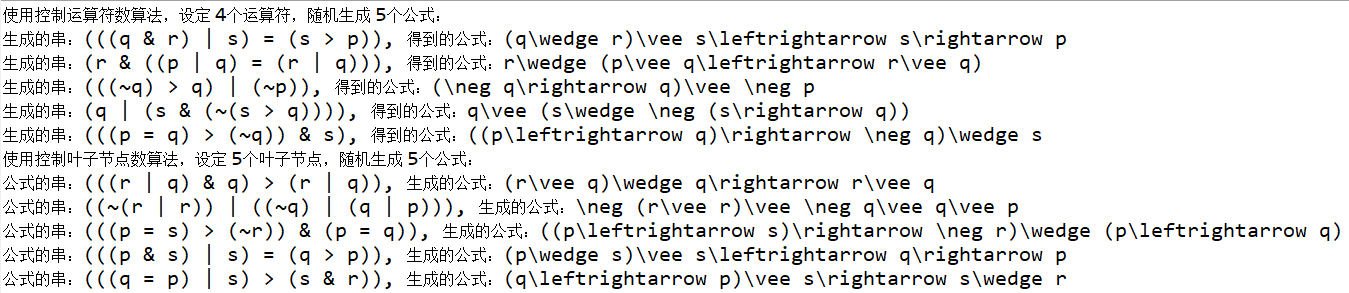 使用控制运算符数算法，设定 4个运算符，随机生成 5个公式：
生成的串：(((q & r) | s) = (s > p)), 得到的公式：(q\wedge r)\vee s\leftrightarrow s\rightarrow p
生成的串：(r & ((p | q) = (r | q))), 得到的公式：r\wedge (p\vee q\leftrightarrow r\vee q)
生成的串：(((~q) > q) | (~p)), 得到的公式：(\neg q\rightarrow q)\vee \neg p
生成的串：(q | (s & (~(s > q)))), 得到的公式：q\vee (s\wedge \neg (s\rightarrow q))
生成的串：(((p = q) > (~q)) & s), 得到的公式：((p\leftrightarrow q)\rightarrow \neg q)\wedge s
使用控制叶子节点数算法，设定 5个叶子节点，随机生成 5个公式：
公式的串：(((r | q) & q) > (r | q)), 生成的公式：(r\vee q)\wedge q\rightarrow r\vee q
公式的串：((~(r | r)) | ((~q) | (q | p))), 生成的公式：\neg (r\vee r)\vee \neg q\vee q\vee p
公式的串：(((p = s) > (~r)) & (p = q)), 生成的公式：((p\leftrightarrow s)\rightarrow \neg r)\wedge (p\leftrightarrow q)
公式的串：(((p & s) | s) = (q > p)), 生成的公式：(p\wedge s)\vee s\leftrightarrow q\rightarrow p
公式的串：(((q = p) | s) > (s & r)), 生成的公式：(q\leftrightarrow p)\vee s\rightarrow s\wedge r